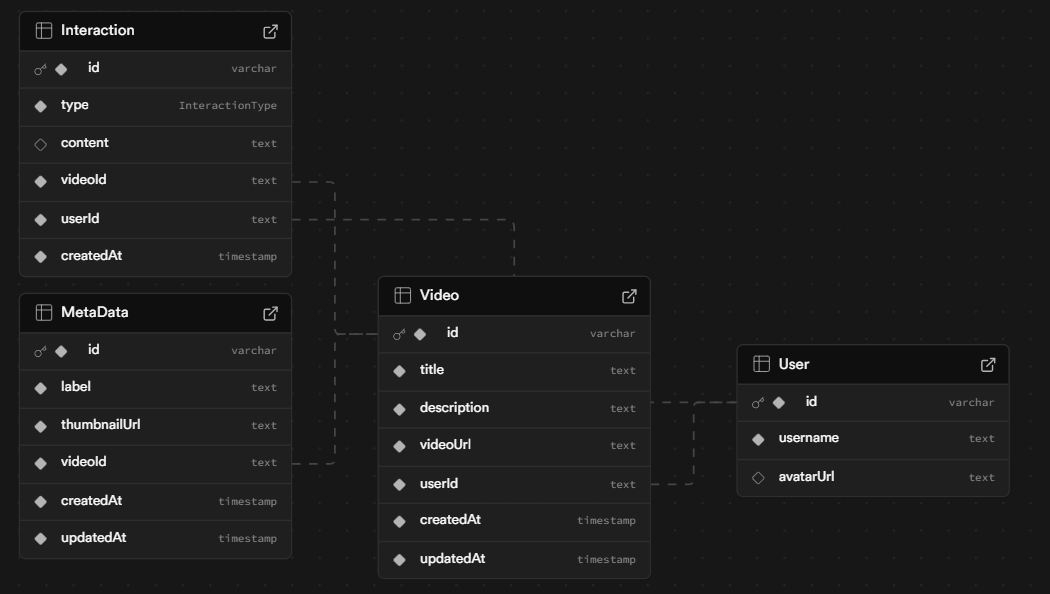 Interaction
id varchar
type InteractionType
content text
videoId text
userId text
createdAt timestamp
MetaData
id varchar
label text
thumbnailUrl text
videoId text
createdAt timestamp
updatedAt timestamp
Video
id varchar
title text
description text
videoUrl text
userId text
createdAt timestamp
updatedAt timestamp
User
id varchar
username text
avatarUrl text